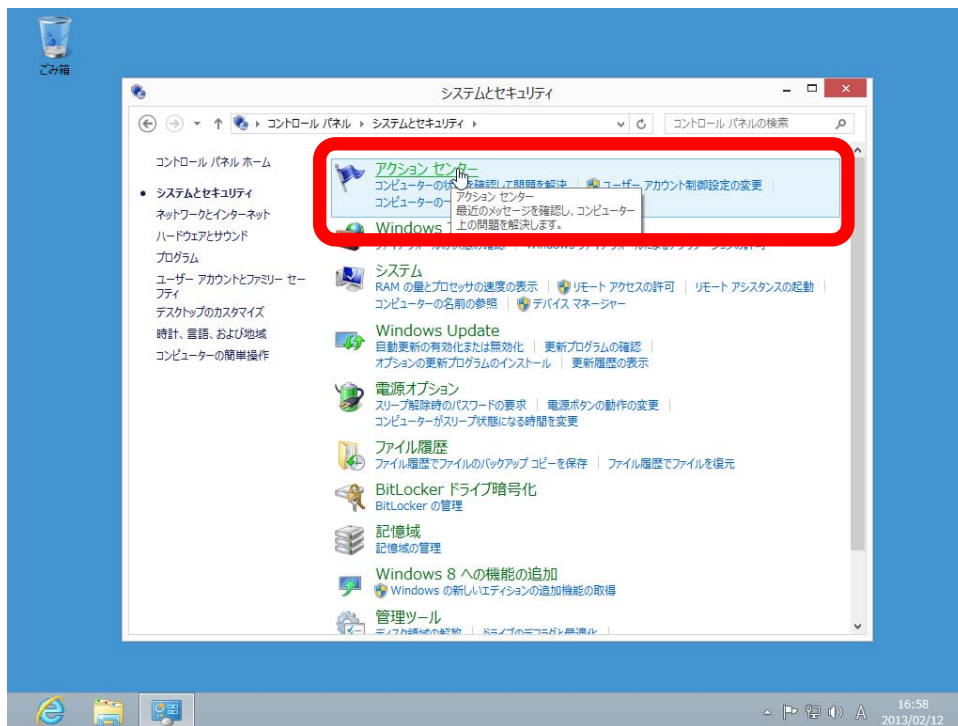 ごみ箱
システムとセキュリティ
コントロール パネル システムとセキュリティ
コントロール パネルの検索
コントロール パネル ホーム
システムとセキュリティ
ネットワークとインターネット
ハードウェアとサウンド
プログラム
ユーザー アカウントとファミリー セー
フティ
デスクトップのカスタマイズ
時計、言語、および地域
コンピューターの簡単操作
アクション センター
コンピューターの状 を確認して問題を解決 ユーザー アカウント制御設定の変更
コンピューターの一
アクション センター
最近のメッセージを確認し、コンピューター
上の問題を解決します。
Windows
システム
RAM の量とプロセッサの速度の表示 リモート アクセスの許可 リモート アシスタンスの起動
コンピューターの名前の参照 デバイス マネージャー
Windows Update
自動更新の有効化または無効化 更新プログラムの確認
オプションの更新プログラムのインストール 更新履歴の表示
電源オプション
スリープ解除時のパスワードの要求 電源ボタンの動作の変更
コンピューターがスリープ状態になる時間を変更
ファイル履歴
ファイル履歴でファイルのバックアップ コピーを保存 ファイル履歴でファイルを復元
BitLocker ドライブ暗号化
BitLocker の管理
記憶域
記憶域の管理
Windows 8 への機能の追加
Windows の新しいエディションの追加機能の取得
管理ツール
ディスク領域の解放 ドライブのデフラグと最適化
A
16:58
2013/02/12